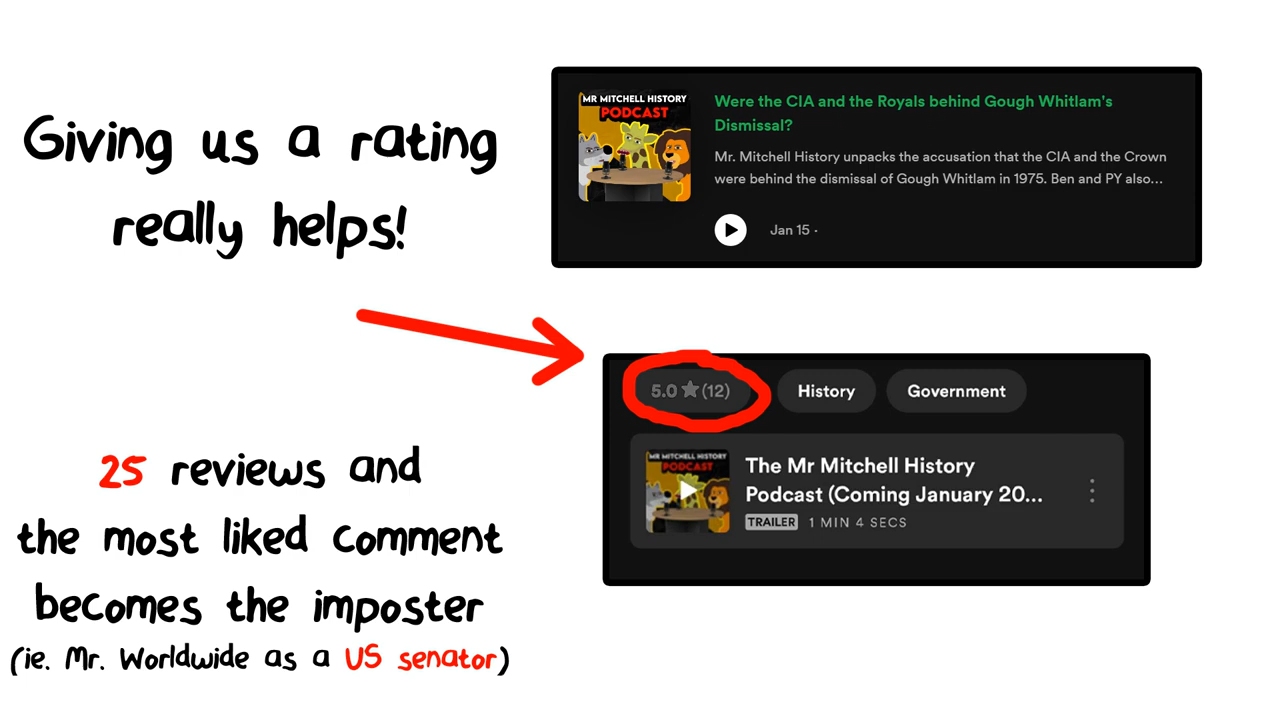 Giving us a rating
really helps!
MR MITCHELL HISTORY
PODCAST
Were the CIA and the Royals behind Gough Whitlam's
Dismissal?
Mr. Mitchell History unpacks the accusation that the CIA and the Crown
were behind the dismissal of Gough Whitlam in 1975. Ben and PY also...
Jan 15 ·
5.0 ★ (12)
History
Government
MR MITCHELL HISTORY
PODCAST
The Mr Mitchell History
Podcast (Coming January 20...
TRAILER 1 MIN 4 SECS
25 reviews and
the most liked comment
becomes the imposter
(ie. Mr. Worldwide as a US senator)